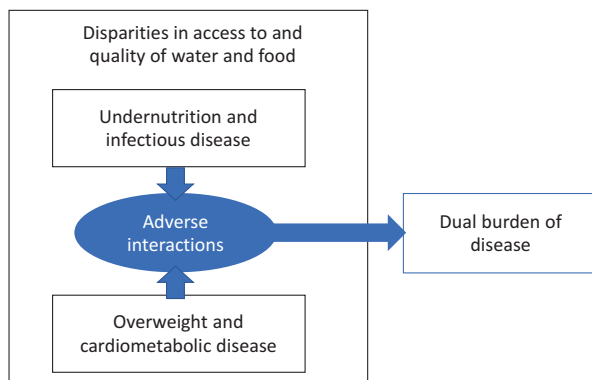 Disparities in access to and
quality of water and food
Undernutrition and
infectious disease
Adverse
interactions
Dual burden of
disease
Overweight and
cardiometabolic disease